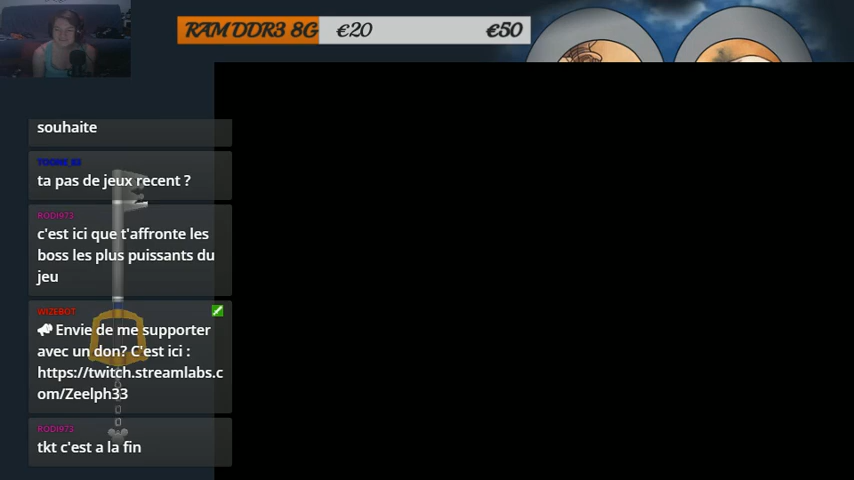 RAM DDR3 8G €20 €50
souhaite
TOONE_83
ta pas de jeux recent ?
RODI973
c'est ici que t'affronte les
boss les plus puissants du
jeu
WIZEBOT
Envie de me supporter
avec un don? C'est ici :
https://twitch.streamlabs.c
om/Zeelph33
RODI973
tkt c'est a la fin